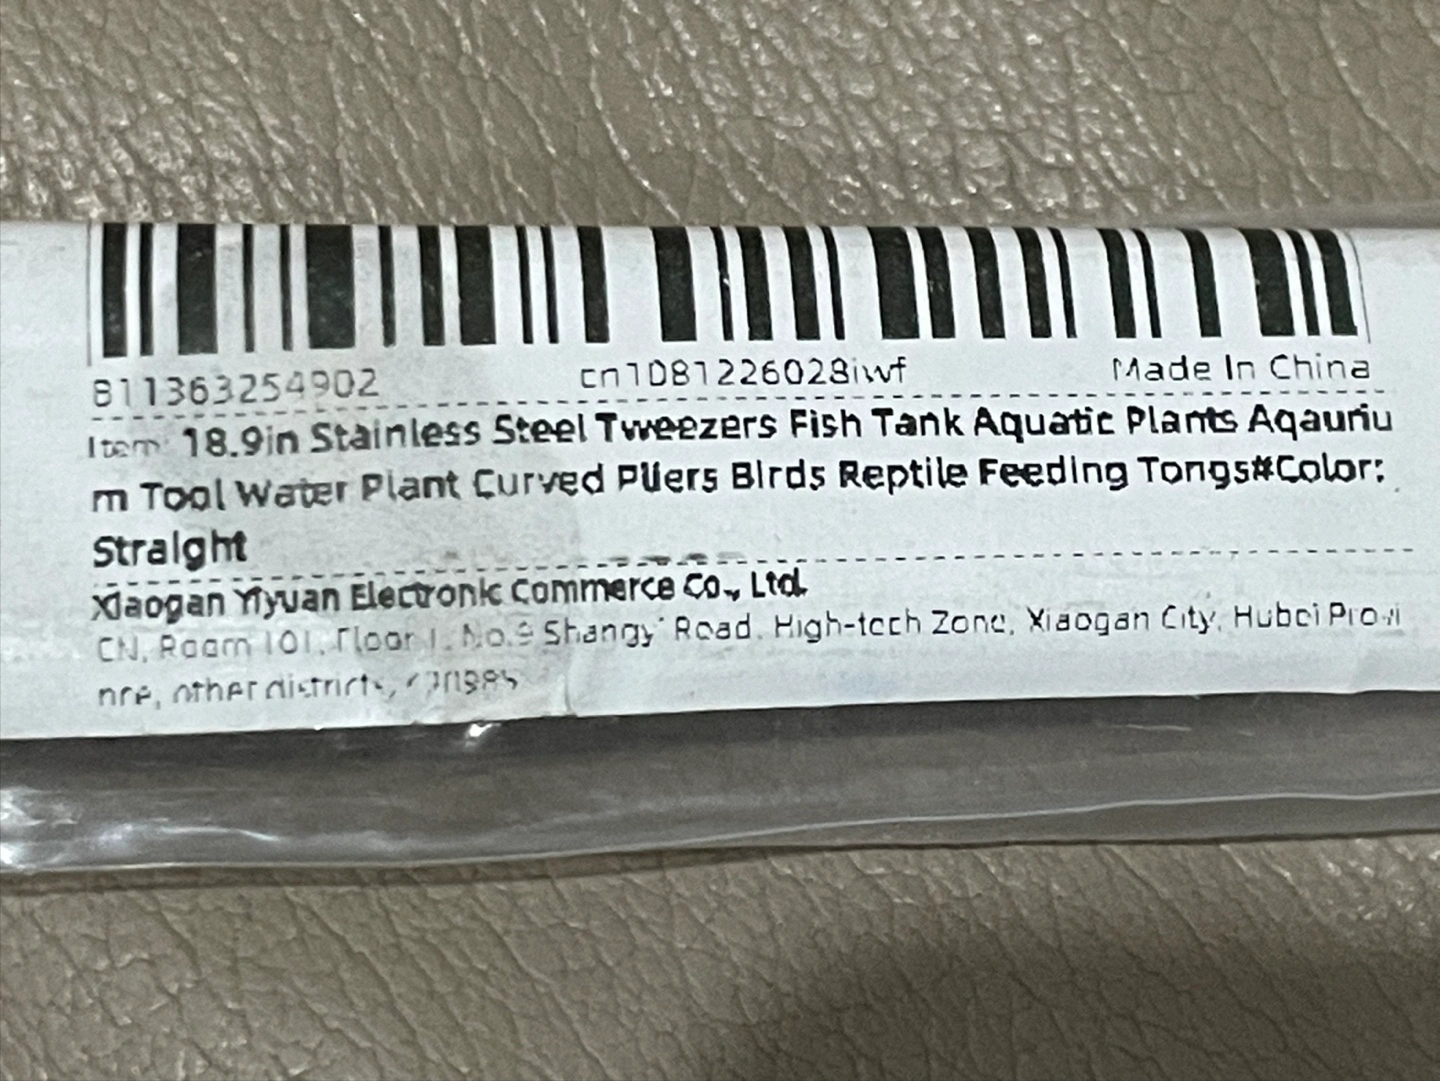 811363254902 cn1081226028iwf Made In China
Item: 18.9in Stainless Steel Tweezers Fish Tank Aquatic Plants Aqauriu
m Tool Water Plant Curved Pliers Birds Reptile Feeding Tongs#Color:
Straight
Xiaogan Yiyuan Electronic Commerce Co., Ltd.
CN, Room 101, Floor 1, No.9 Road, High-tech Zone, Xiaogan City, Hubei Provi
nce, other districts,